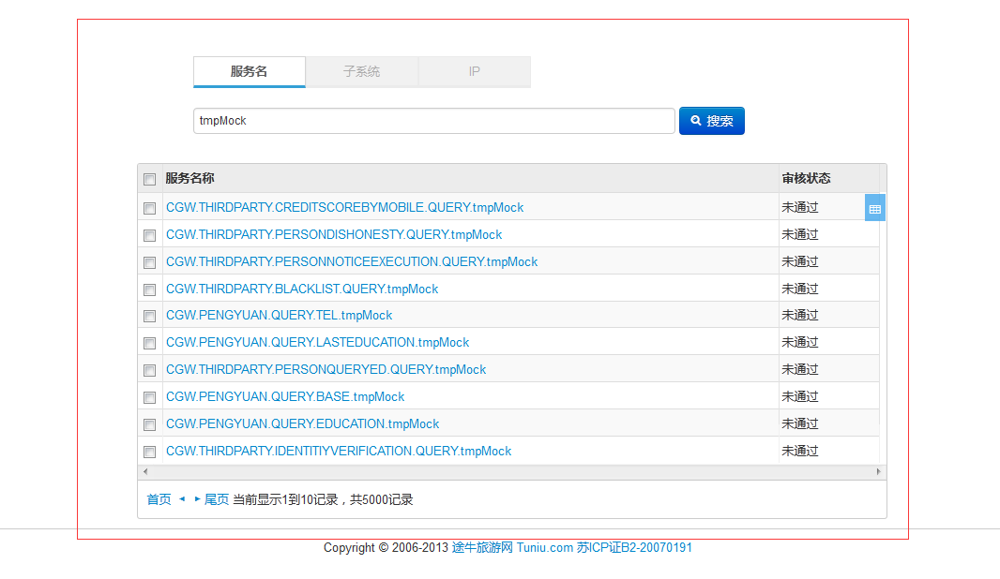 服务名 子系统 IP
tmpMock 搜索
服务名称 审核状态
CGW.THIRDPARTY.CREDITSCOREBYMOBILE.QUERY.tmpMock 未通过
CGW.THIRDPARTY.PERSONDISHONESTY.QUERY.tmpMock 未通过
CGW.THIRDPARTY.PERSONNOTICEEXECUTION.QUERY.tmpMock 未通过
CGW.THIRDPARTY.BLACKLIST.QUERY.tmpMock 未通过
CGW.PENGYUAN.QUERY.TEL.tmpMock 未通过
CGW.PENGYUAN.QUERY.LASTEDUCATION.tmpMock 未通过
CGW.THIRDPARTY.PERSONQUERYED.QUERY.tmpMock 未通过
CGW.PENGYUAN.QUERY.BASE.tmpMock 未通过
CGW.PENGYUAN.QUERY.EDUCATION.tmpMock 未通过
CGW.THIRDPARTY.IDENTITIYVERIFICATION.QUERY.tmpMock 未通过
首页 尾页 当前显示1到10记录，共5000记录
Copyright © 2006-2013 途牛旅游网 Tuniu.com 苏ICP证B2-20070191